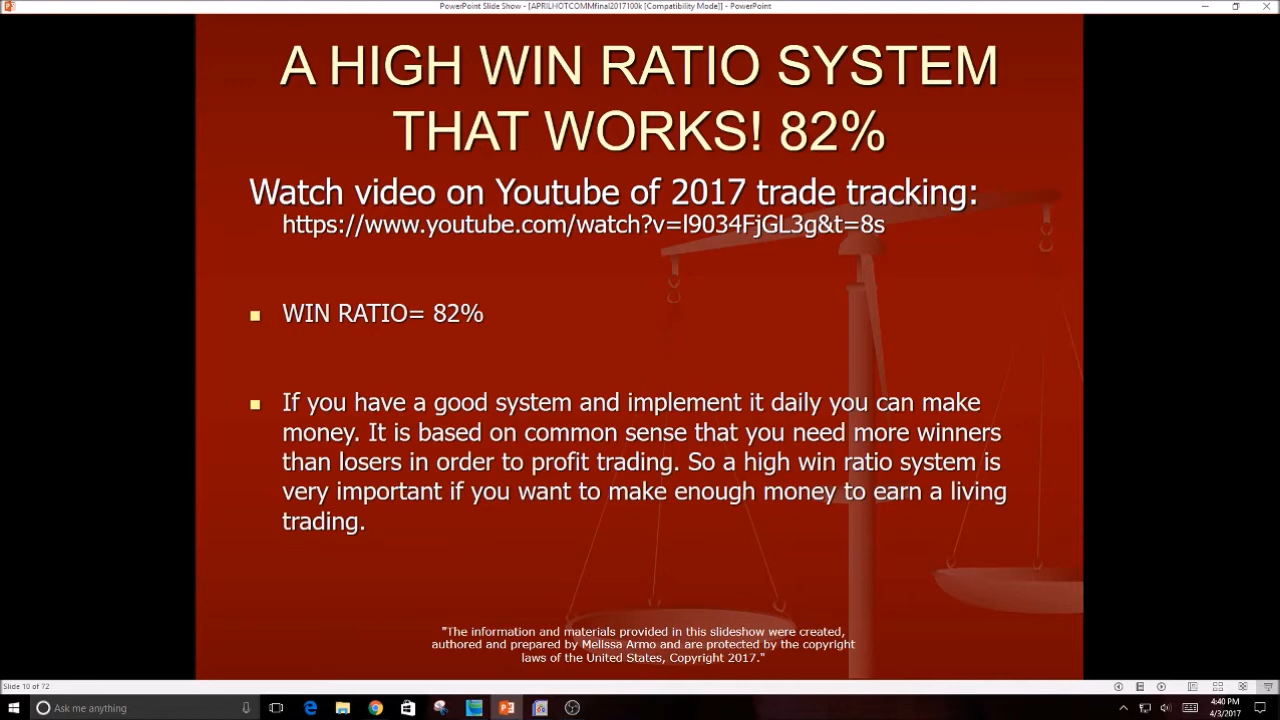 PowerPoint Slide Show - [APRILHOTCOMMfinal2017100k [Compatibility Mode]] - PowerPoint
A HIGH WIN RATIO SYSTEM
THAT WORKS! 82%
Watch video on Youtube of 2017 trade tracking:
https://www.youtube.com/watch?v=l9034FjGL3g&t=8s
WIN RATIO= 82%
If you have a good system and implement it daily you can make
money. It is based on common sense that you need more winners
than losers in order to profit trading. So a high win ratio system is
very important if you want to make enough money to earn a living
trading.
"The information and materials provided in this slideshow were created,
authored and prepared by Melissa Armo and are protected by the copyright
laws of the United States, Copyright 2017."
Slide 10 of 72
Ask me anything
4:40 PM
4/3/2017